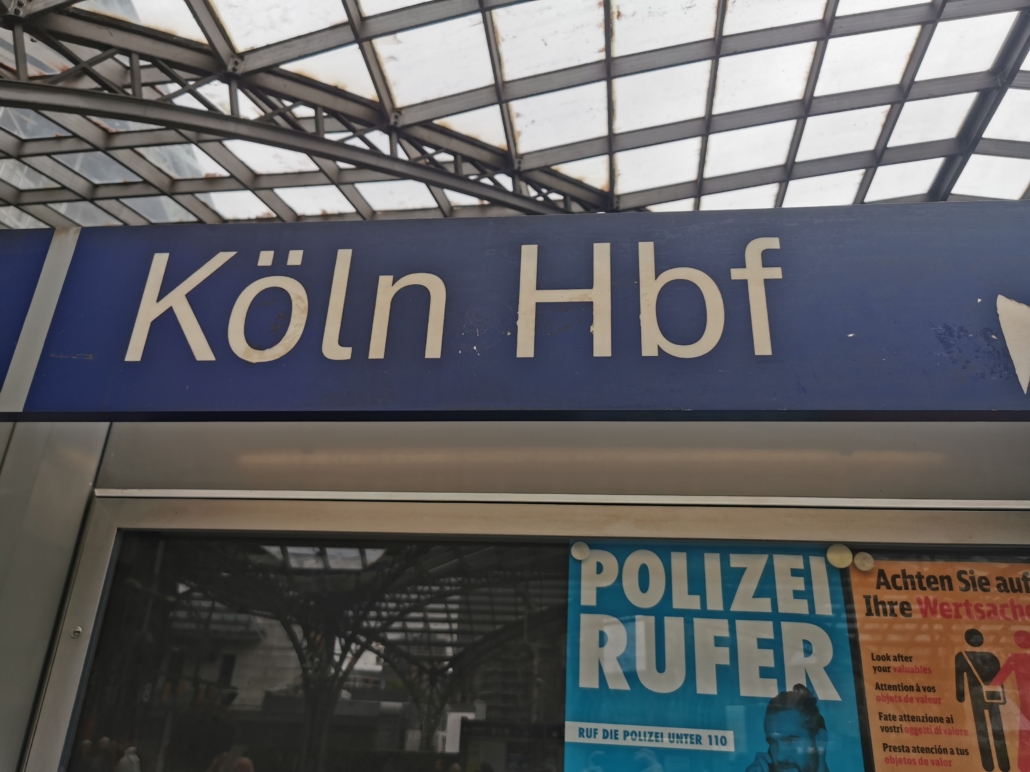 Köln Hbf
POLIZEI
RUFER
RUF DIE POLIZEI UNTER 110
Achten Sie auf
Ihre Wertsache
Look after
your valuables
Attention à vos
objets de valeur
Fate attenzione ai
vostri oggetti di valore
Presta atención a tus
objetos de valor